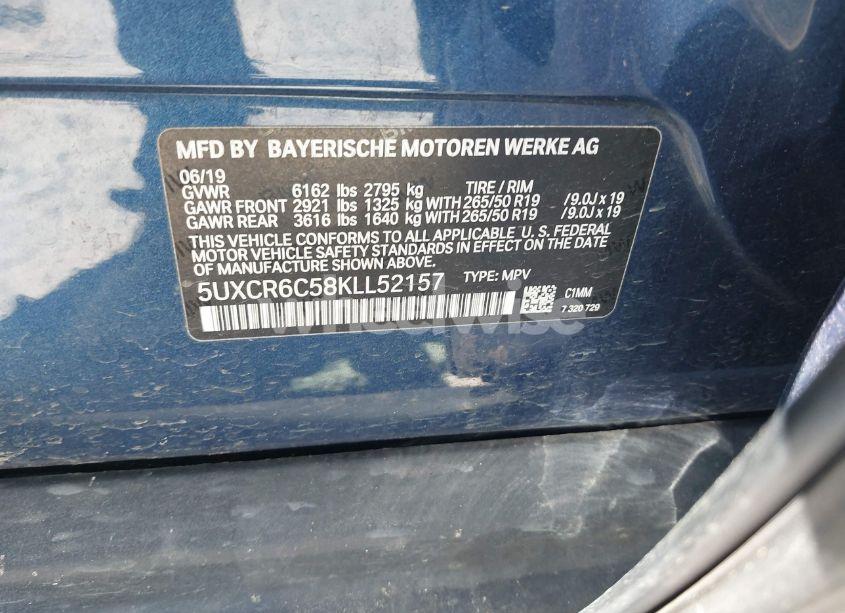 MFD BY BAYERISCHE MOTOREN WERKE AG
06/19
GVWR 6162 lbs 2795 kg TIRE / RIM
GAWR FRONT 2921 lbs 1325 kg WITH 265/50 R19 /9.0J x 19
GAWR REAR 3616 lbs 1640 kg WITH 265/50 R19 /9.0J x 19
THIS VEHICLE CONFORMS TO ALL APPLICABLE U. S. FEDERAL
MOTOR VEHICLE SAFETY STANDARDS IN EFFECT ON THE DATE
OF MANUFACTURE SHOWN ABOVE.
5UXCR6C58KLL52157 TYPE: MPV
C1MM
7 320 729
wheelwise